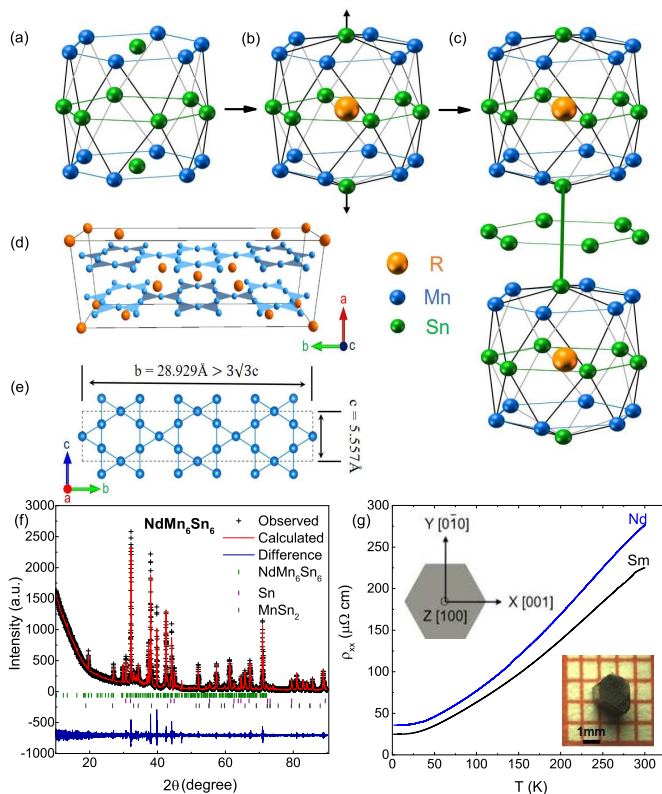 (a)
(b)
(c)
(d)
R
Mn
Sn
a
b
c
(e)
b = 28.929Å > 3√3c
c = 5.557Å
c
a
b
(f)
NdMn₆Sn₆
Observed
Calculated
Difference
NdMn₆Sn₆
Sn
MnSn₂
3000
2500
2000
1500
1000
500
0
-500
-1000
Intensity (a.u.)
20
40
60
80
2θ(degree)
(g)
Nd
Sm
Y [01̄0]
X [001]
Z [100]
1mm
300
250
200
150
100
50
0
ρxx (μΩ cm)
0
50
100
150
200
250
300
T (K)